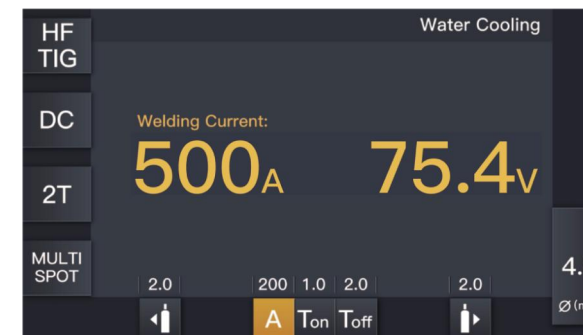 HF
TIG
Water Cooling
DC
Welding Current:
500A 75.4V
2T
MULTI
SPOT
2.0 200 1.0 2.0 2.0
A Ton Toff
4.
Ø